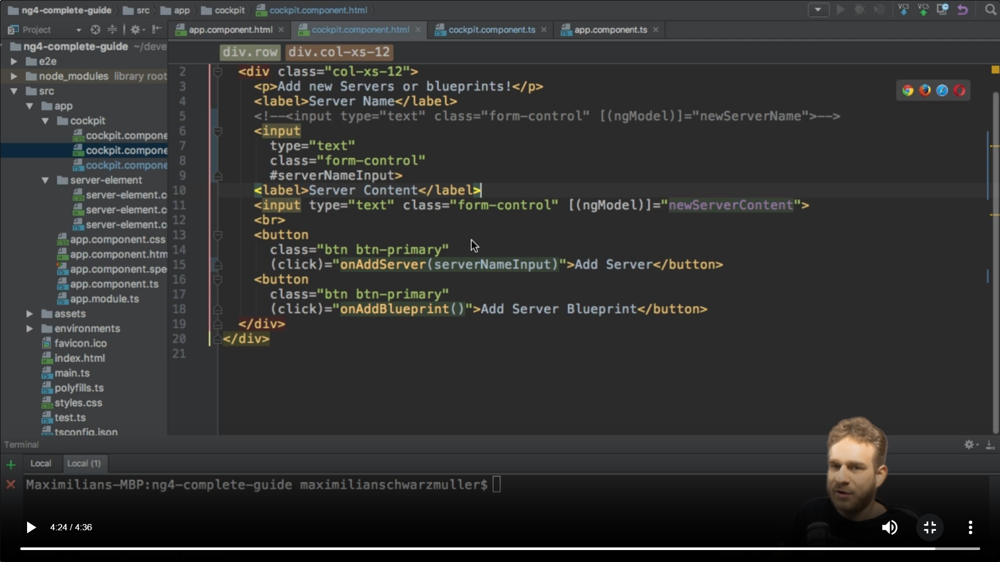 ng4-complete-guide src app cockpit cockpit.component.html
VCS VCS
Project
app.component.html cockpit.component.html cockpit.component.ts app.component.ts
ng4-complete-guide ~/deve
e2e
node_modules library root
src
app
cockpit
cockpit.compone
cockpit.compone
cockpit.compone
server-element
server-element.c
server-element.c
server-element.c
app.component.css
app.component.htm
app.component.spe
app.component.ts
app.module.ts
assets
environments
favicon.ico
index.html
main.ts
polyfills.ts
styles.css
test.ts
tsconfig.json
div.row div.col-xs-12
2 <div class="col-xs-12">
3 <p>Add new Servers or blueprints!</p>
4 <label>Server Name</label>
5 <!--<input type="text" class="form-control" [(ngModel)]="newServerName">-->
6 <input
7 type="text"
8 class="form-control"
9 #serverNameInput>
10 <label>Server Content</label>
11 <input type="text" class="form-control" [(ngModel)]="newServerContent">
12 <br>
13 <button
14 class="btn btn-primary"
15 (click)="onAddServer(serverNameInput)">Add Server</button>
16 <button
17 class="btn btn-primary"
18 (click)="onAddBlueprint()">Add Server Blueprint</button>
19 </div>
20 </div>
21
Terminal
Local Local (1)
Maximilians-MBP:ng4-complete-guide maximilianschwarzmuller$
4:24 / 4:36